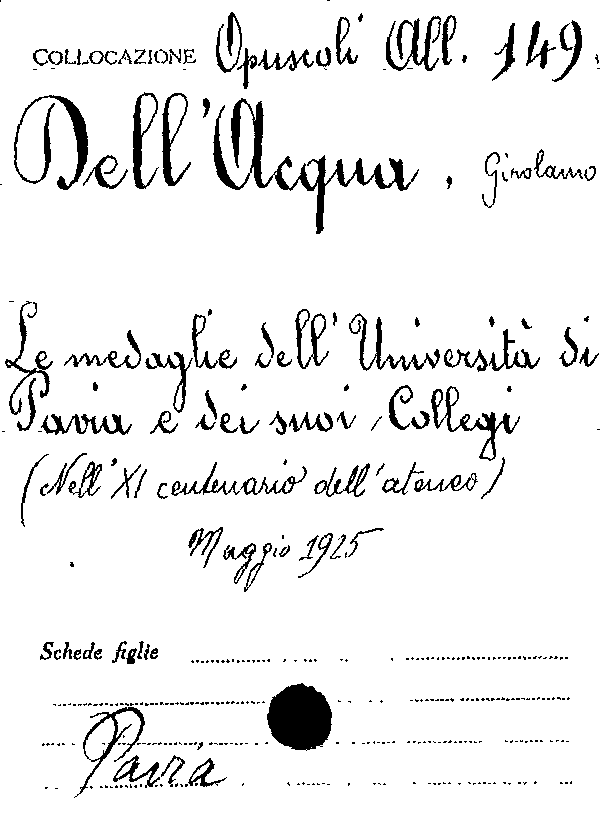 COLLOCAZIONE Opuscoli All. 149.
Dell'Acqua, Girolamo
Le medaglie dell'Università di
Pavia e dei suoi Collegi
(Nell'XI centenario dell'ateneo)
Maggio 1925
Schede figlie
Pavia